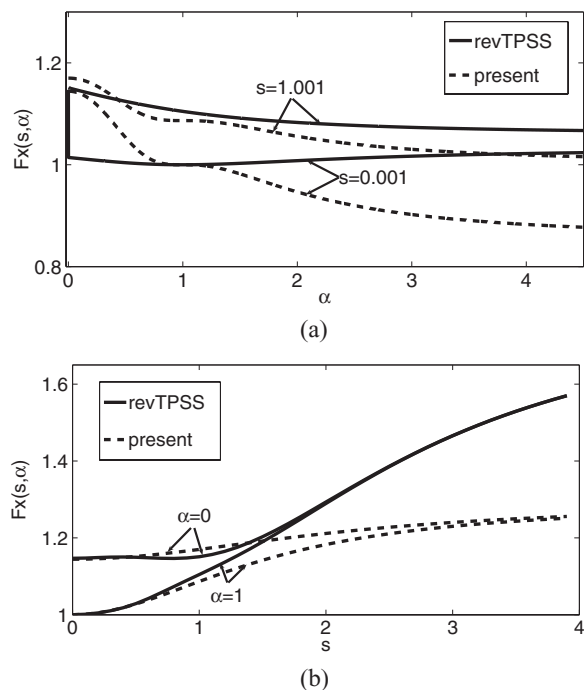 revTPSS
present
1.2
s=1.001
Fx(s,α)
1
s=0.001
0.8
0 1 2 3 4
α
(a)
1.6
revTPSS
present
1.4
Fx(s,α)
α=0
1.2
α=1
1
0 1 2 3 4
s
(b)